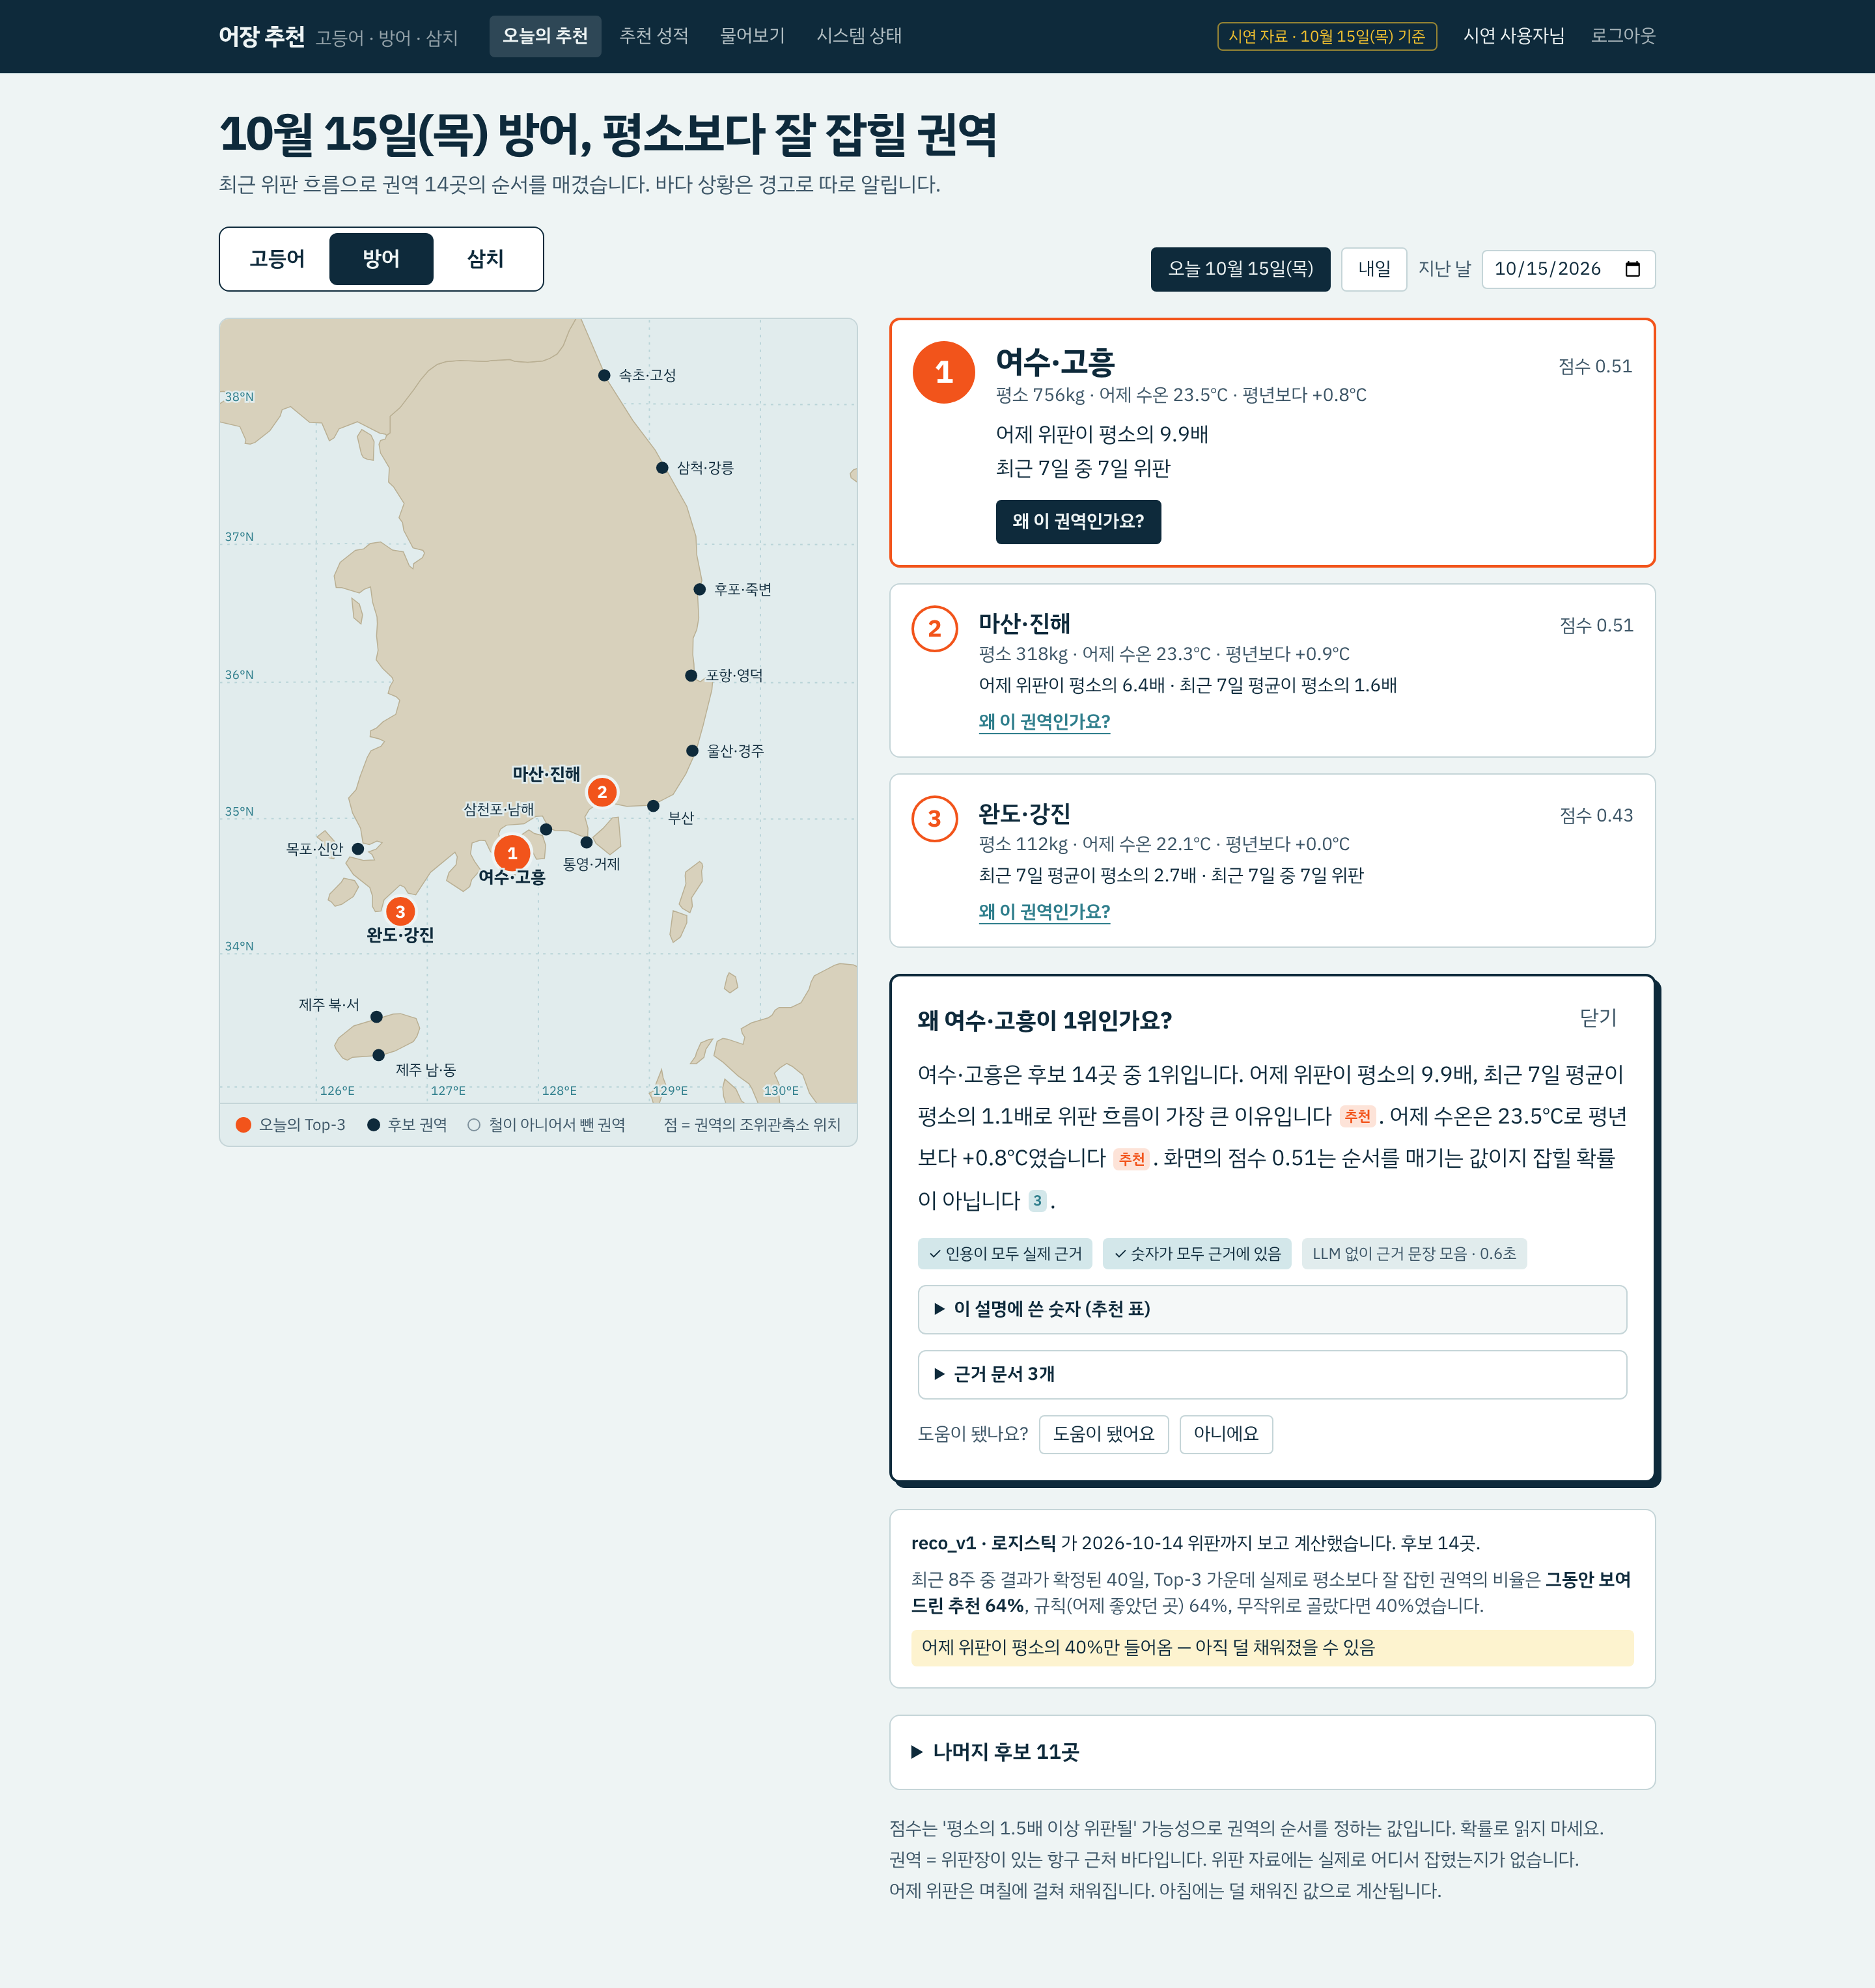 어장 추천 고등어 · 방어 · 삼치 오늘의 추천 추천 성적 물어보기 시스템 상태 시연 자료 · 10월 15일(목) 기준 시연 사용자님 로그아웃
10월 15일(목) 방어, 평소보다 잘 잡힐 권역
최근 위판 흐름으로 권역 14곳의 순서를 매겼습니다. 바다 상황은 경고로 따로 알립니다.
고등어 방어 삼치
오늘 10월 15일(목) 내일 지난 날 10/15/2026
38°N
37°N
36°N
35°N
34°N
속초·고성
삼척·강릉
후포·죽변
포항·영덕
울산·경주
마산·진해
2
삼천포·남해
부산
목포·신안
1
통영·거제
여수·고흥
3
완도·강진
제주 북·서
제주 남·동
126°E 127°E 128°E 129°E 130°E
오늘의 Top-3 후보 권역 철이 아니어서 뺀 권역 점 = 권역의 조위관측소 위치
1 여수·고흥 점수 0.51
평소 756kg · 어제 수온 23.5°C · 평년보다 +0.8°C
어제 위판이 평소의 9.9배
최근 7일 중 7일 위판
왜 이 권역인가요?
2 마산·진해 점수 0.51
평소 318kg · 어제 수온 23.3°C · 평년보다 +0.9°C
어제 위판이 평소의 6.4배 · 최근 7일 평균이 평소의 1.6배
왜 이 권역인가요?
3 완도·강진 점수 0.43
평소 112kg · 어제 수온 22.1°C · 평년보다 +0.0°C
최근 7일 평균이 평소의 2.7배 · 최근 7일 중 7일 위판
왜 이 권역인가요?
왜 여수·고흥이 1위인가요? 닫기
여수·고흥은 후보 14곳 중 1위입니다. 어제 위판이 평소의 9.9배, 최근 7일 평균이
평소의 1.1배로 위판 흐름이 가장 큰 이유입니다 추천 . 어제 수온은 23.5°C로 평년
보다 +0.8°C였습니다 추천 . 화면의 점수 0.51는 순서를 매기는 값이지 잡힐 확률
이 아닙니다 3 .
✓ 인용이 모두 실제 근거 ✓ 숫자가 모두 근거에 있음 LLM 없이 근거 문장 모음 · 0.6초
▶ 이 설명에 쓴 숫자 (추천 표)
▶ 근거 문서 3개
도움이 됐나요? 도움이 됐어요 아니에요
reco_v1 · 로지스틱 가 2026-10-14 위판까지 보고 계산했습니다. 후보 14곳.
최근 8주 중 결과가 확정된 40일, Top-3 가운데 실제로 평소보다 잘 잡힌 권역의 비율은 그동안 보여
드린 추천 64%, 규칙(어제 좋았던 곳) 64%, 무작위로 골랐다면 40%였습니다.
어제 위판이 평소의 40%만 들어옴 — 아직 덜 채워졌을 수 있음
▶ 나머지 후보 11곳
점수는 '평소의 1.5배 이상 위판될' 가능성으로 권역의 순서를 정하는 값입니다. 확률로 읽지 마세요.
권역 = 위판장이 있는 항구 근처 바다입니다. 위판 자료에는 실제로 어디서 잡혔는지가 없습니다.
어제 위판은 며칠에 걸쳐 채워집니다. 아침에는 덜 채워진 값으로 계산됩니다.